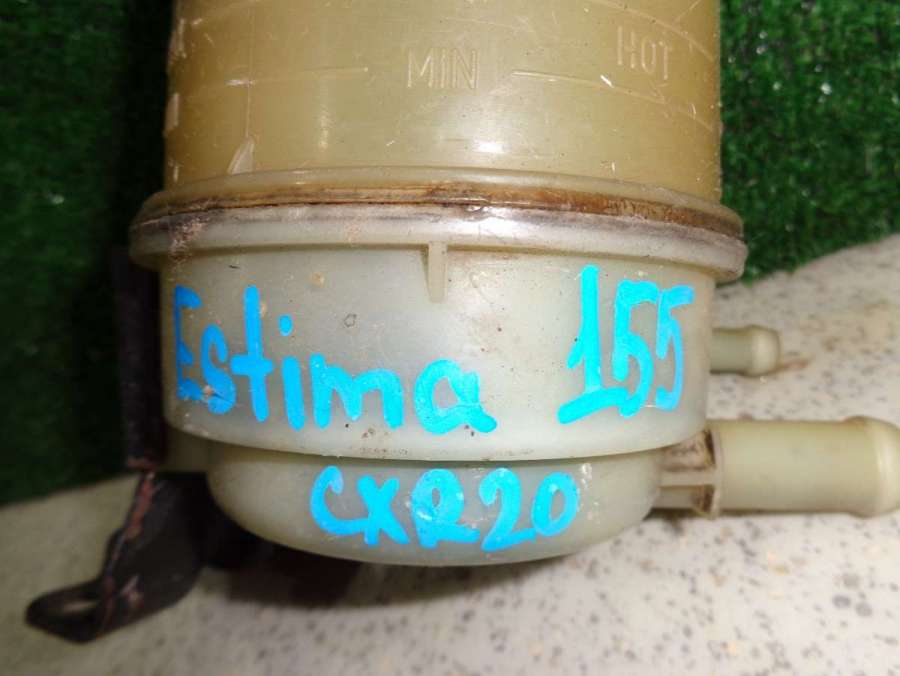 MIN HOT
Estima 155
CXR20